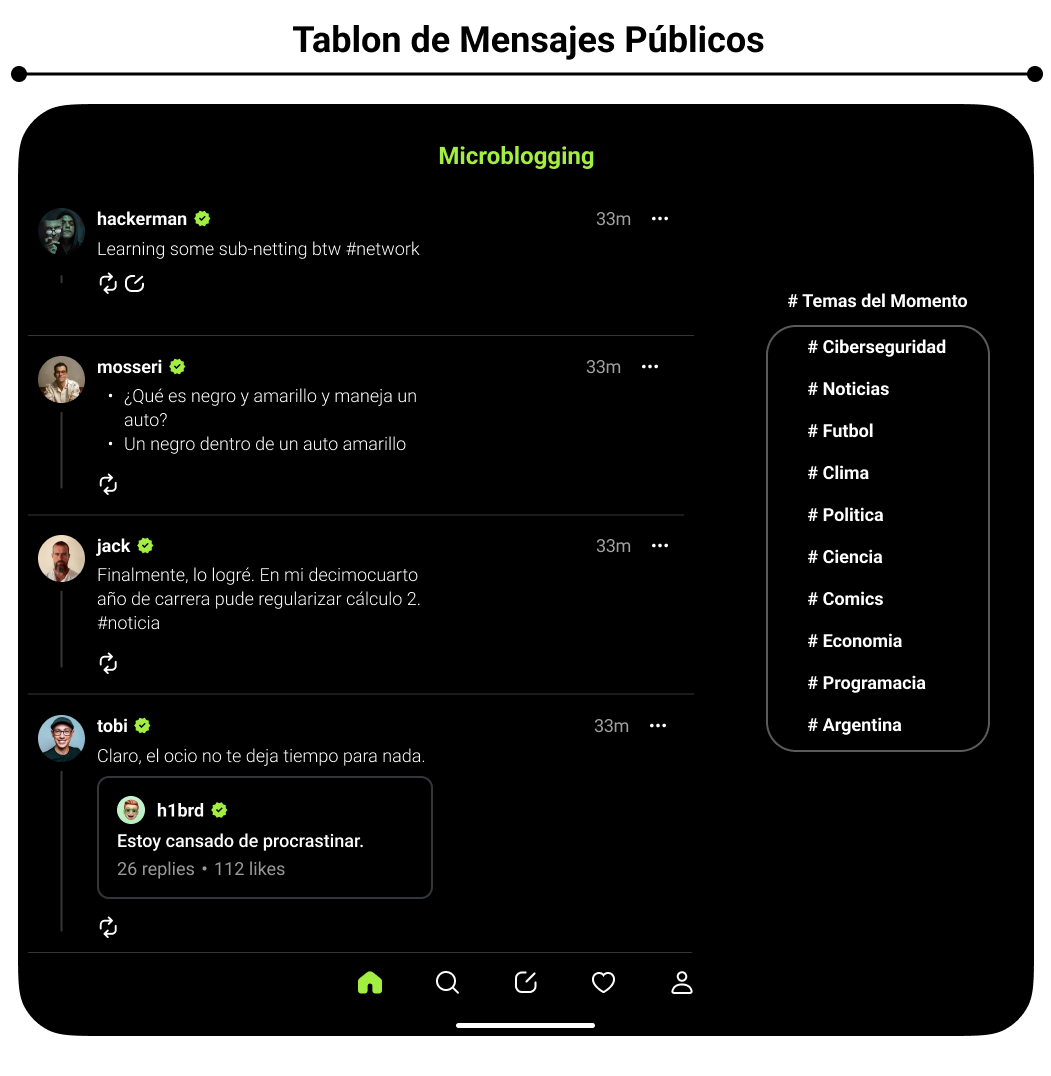 Tablon de Mensajes Públicos
Microblogging
hackerman 33m
Learning some sub-netting btw #network
mosseri 33m
• ¿Qué es negro y amarillo y maneja un
auto?
• Un negro dentro de un auto amarillo
jack 33m
Finalmente, lo logré. En mi decimocuarto
año de carrera pude regularizar cálculo 2.
#noticia
tobi 33m
Claro, el ocio no te deja tiempo para nada.
h1brd
Estoy cansado de procrastinar.
26 replies • 112 likes
# Temas del Momento
# Ciberseguridad
# Noticias
# Futbol
# Clima
# Politica
# Ciencia
# Comics
# Economia
# Programacia
# Argentina